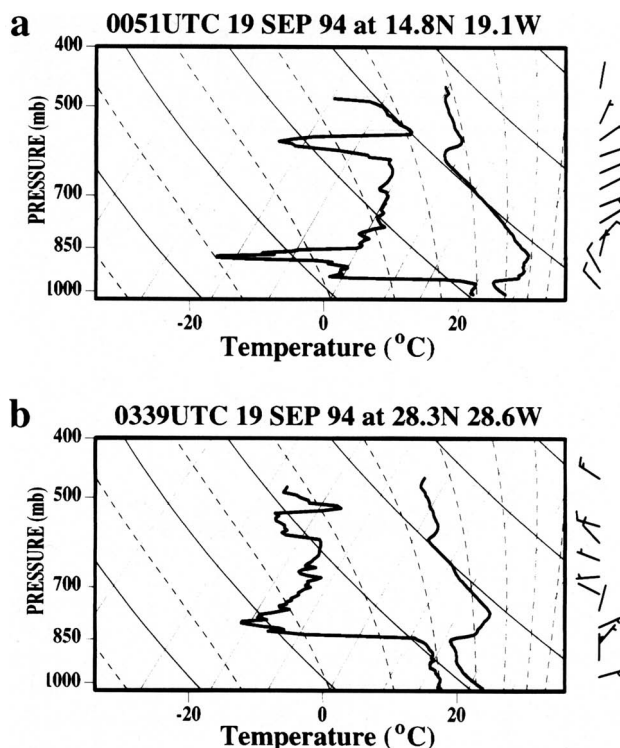 a
0051UTC 19 SEP 94 at 14.8N 19.1W
400
500
700
850
1000
PRESSURE (mb)
-20 0 20
Temperature (°C)
b
0339UTC 19 SEP 94 at 28.3N 28.6W
400
500
700
850
1000
PRESSURE (mb)
-20 0 20
Temperature (°C)